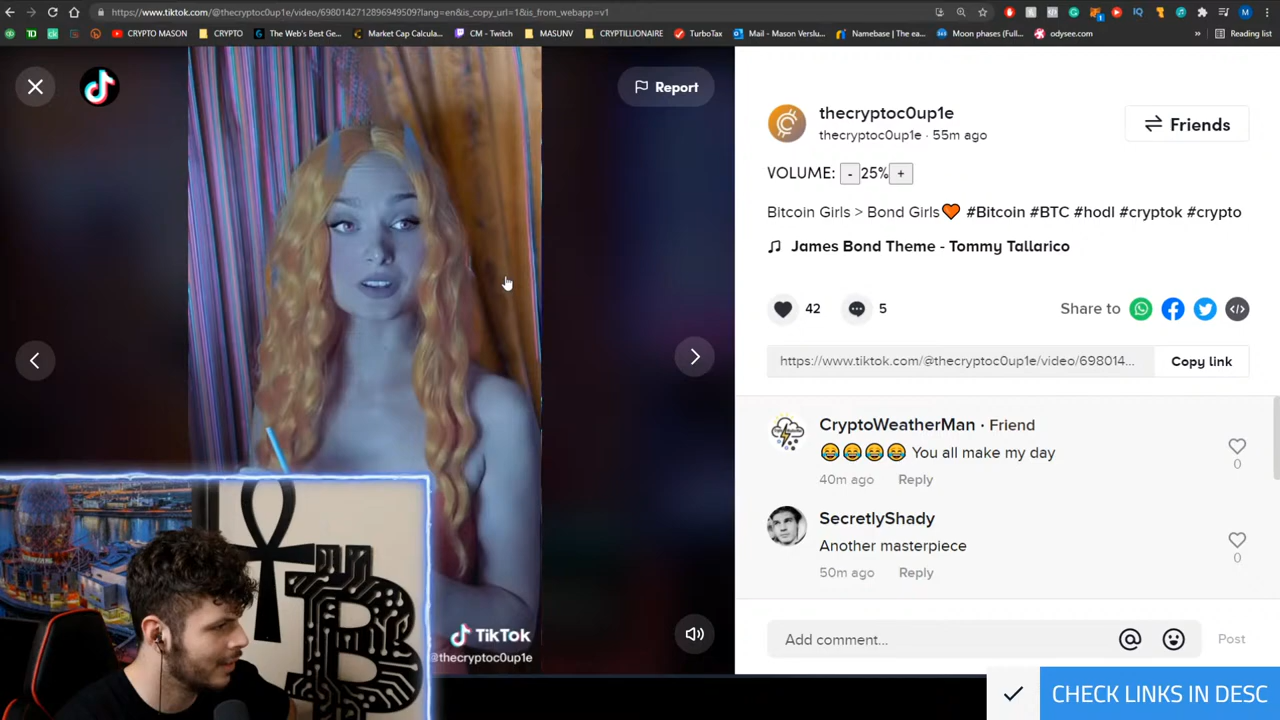 https://www.tiktok.com/@thecryptoc0up1e/video/6980142712896949509?lang=en&is_copy_url=1&is_from_webapp=v1
CRYPTO MASON
CRYPTO
The Web's Best Ge...
Market Cap Calcula...
CM - Twitch
MASUNV
CRYPTILLIONAIRE
TurboTax
Mail - Mason Verslu...
Namebase | The ea...
Moon phases (Full...
odysee.com
»
Reading list
Report
thecryptoc0up1e
thecryptoc0up1e · 55m ago
Friends
VOLUME: - 25% +
Bitcoin Girls > Bond Girls🧡 #Bitcoin #BTC #hodl #cryptok #crypto
♫ James Bond Theme - Tommy Tallarico
42
5
Share to
https://www.tiktok.com/@thecryptoc0up1e/video/698014...
Copy link
CryptoWeatherMan · Friend
😂😂😂😂 You all make my day
0
40m ago Reply
SecretlyShady
Another masterpiece
0
50m ago Reply
TikTok
@thecryptoc0up1e
Add comment...
Post
CHECK LINKS IN DESC